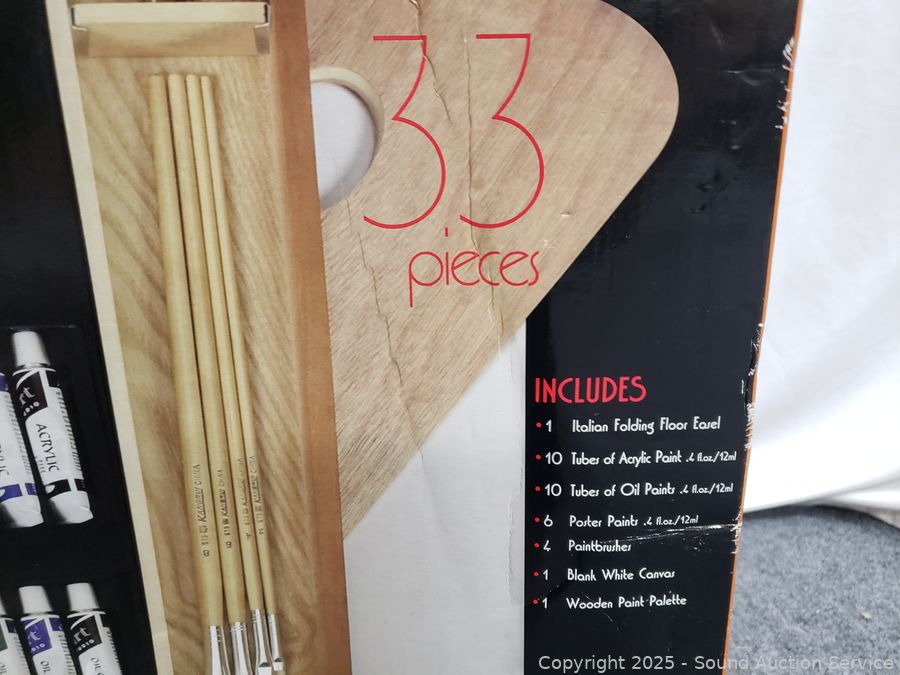 33
pieces
INCLUDES
• 1 Italian Folding Floor Easel
• 10 Tubes of Acrylic Paint .4 fl.oz./12ml
• 10 Tubes of Oil Paints .4 fl.oz./12ml
• 6 Poster Paints .4 fl.oz./12ml
• 4 Paintbrushes
• 1 Blank White Canvas
• 1 Wooden Paint Palette
ACRYLIC
OIL
OIL
Copyright 2025 - Sound Auction Service